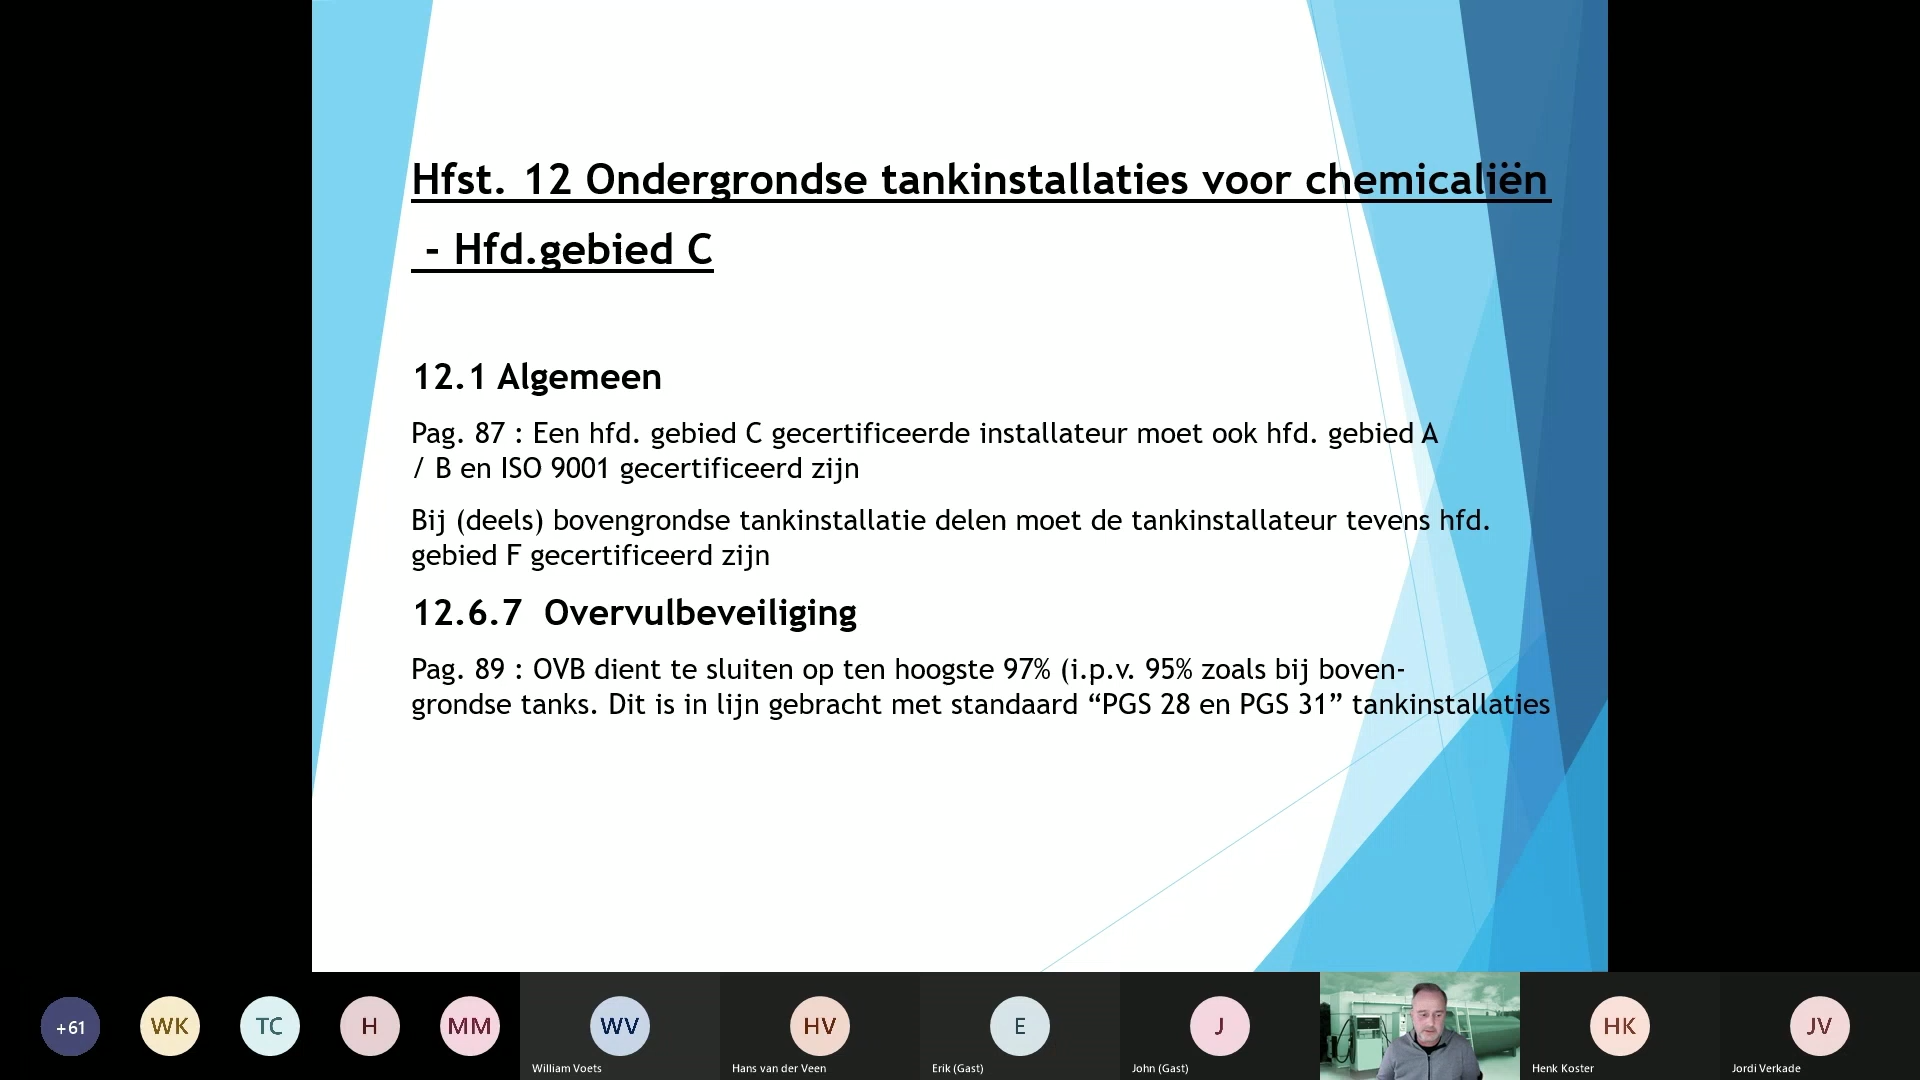 Hfst. 12 Ondergrondse tankinstallaties voor chemicaliën
- Hfd.gebied C
12.1 Algemeen
Pag. 87 : Een hfd. gebied C gecertificeerde installateur moet ook hfd. gebied A
/ B en ISO 9001 gecertificeerd zijn
Bij (deels) bovengrondse tankinstallatie delen moet de tankinstallateur tevens hfd.
gebied F gecertificeerd zijn
12.6.7 Overvulbeveiliging
Pag. 89 : OVB dient te sluiten op ten hoogste 97% (i.p.v. 95% zoals bij boven-
grondse tanks. Dit is in lijn gebracht met standaard “PGS 28 en PGS 31” tankinstallaties
+61 WK TC H MM WV HV E J HK JV
William Voets Hans van der Veen Erik (Gast) John (Gast) Henk Koster Jordi Verkade